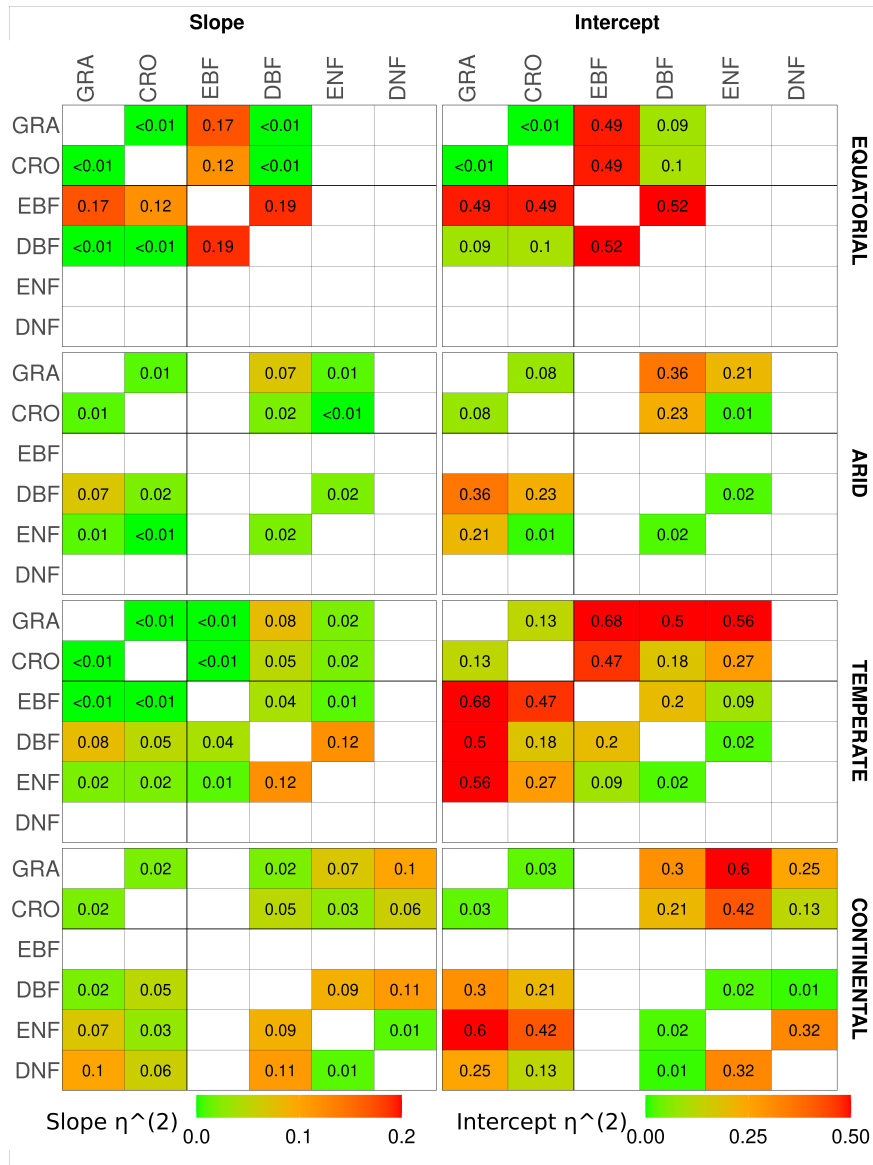 Slope Intercept
GRA CRO EBF DBF ENF DNF GRA CRO EBF DBF ENF DNF
EQUATORIAL
GRA <0.01 0.17 <0.01 <0.01 0.49 0.09
CRO <0.01 0.12 <0.01 <0.01 0.49 0.1
EBF 0.17 0.12 0.19 0.49 0.49 0.52
DBF <0.01 <0.01 0.19 0.09 0.1 0.52
ENF
DNF
ARID
GRA 0.01 0.07 0.01 0.08 0.36 0.21
CRO 0.01 0.02 <0.01 0.08 0.23 0.01
EBF
DBF 0.07 0.02 0.02 0.36 0.23 0.02
ENF 0.01 <0.01 0.02 0.21 0.01 0.02
DNF
TEMPERATE
GRA <0.01 <0.01 0.08 0.02 0.13 0.68 0.5 0.56
CRO <0.01 <0.01 0.05 0.02 0.13 0.47 0.18 0.27
EBF <0.01 <0.01 0.04 0.01 0.68 0.47 0.2 0.09
DBF 0.08 0.05 0.04 0.12 0.5 0.18 0.2 0.02
ENF 0.02 0.02 0.01 0.12 0.56 0.27 0.09 0.02
DNF
CONTINENTAL
GRA 0.02 0.02 0.07 0.1 0.03 0.3 0.6 0.25
CRO 0.02 0.05 0.03 0.06 0.03 0.21 0.42 0.13
EBF
DBF 0.02 0.05 0.09 0.11 0.3 0.21 0.02 0.01
ENF 0.07 0.03 0.09 0.01 0.6 0.42 0.02 0.32
DNF 0.1 0.06 0.11 0.01 0.25 0.13 0.01 0.32
Slope η^(2) Intercept η^(2)
0.0 0.1 0.2 0.00 0.25 0.50